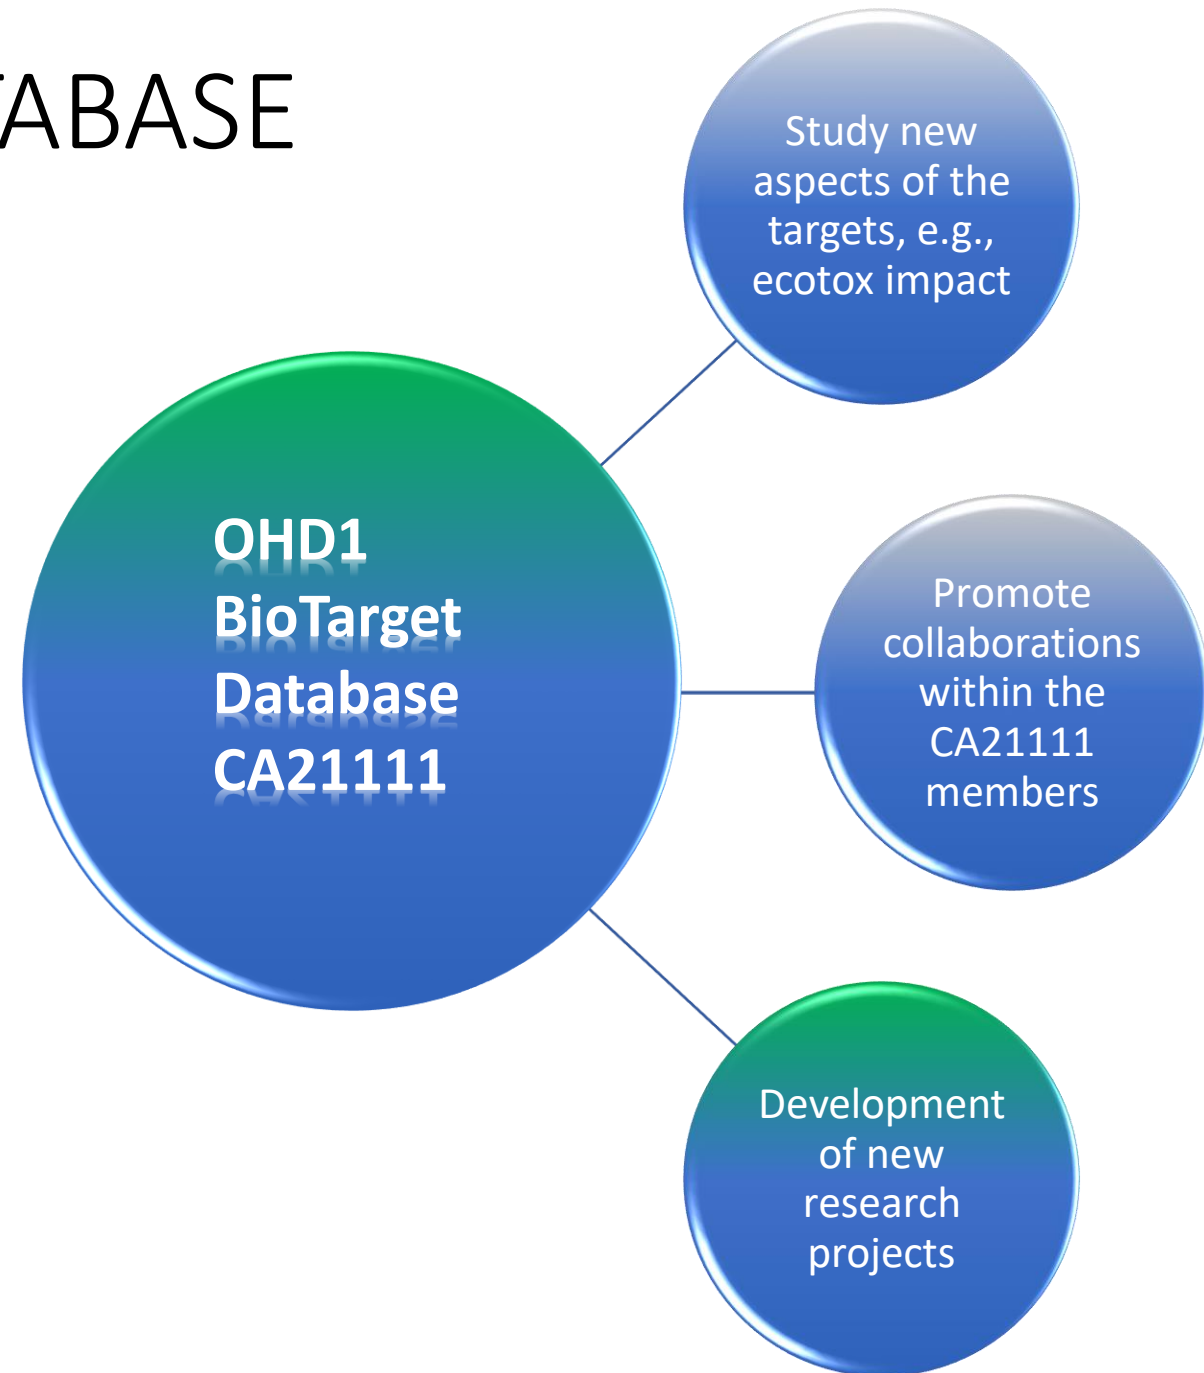 TABASE
Study new
aspects of the
targets, e.g.,
ecotox impact
OHD1
BioTarget
Database
CA21111
Promote
collaborations
within the
CA21111
members
Development
of new
research
projects